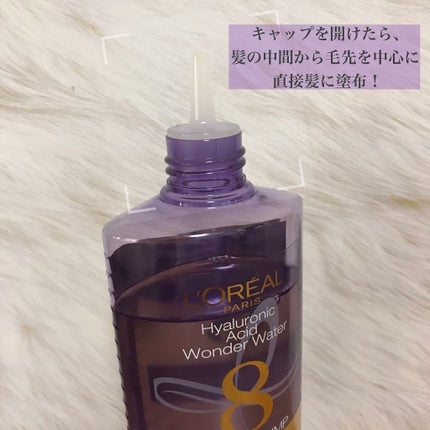 キャップを開けたら、
髪の中間から毛先を中心に
直接髪に塗布！
L'ORÉAL
PARIS
Hyaluronic
Acid
Wonder Water
8